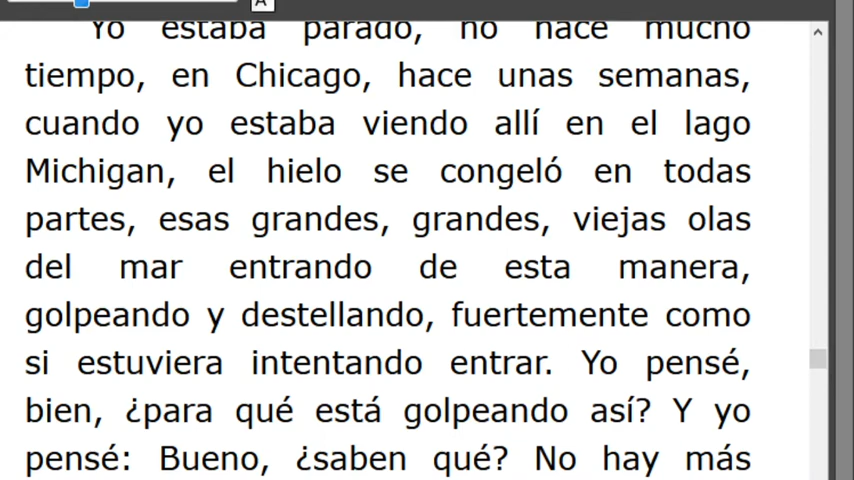 A
Yo estaba parado, no hace mucho
tiempo, en Chicago, hace unas semanas,
cuando yo estaba viendo allí en el lago
Michigan, el hielo se congeló en todas
partes, esas grandes, grandes, viejas olas
del mar entrando de esta manera,
golpeando y destellando, fuertemente como
si estuviera intentando entrar. Yo pensé,
bien, ¿para qué está golpeando así? Y yo
pensé: Bueno, ¿saben qué? No hay más